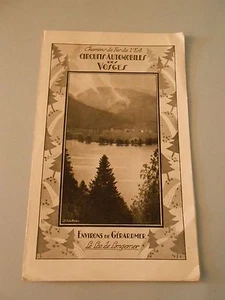 Chemins de Fer de l'Est
CIRCUITS AUTOMOBILES
DES
VOSGES
ENVIRONS DE GÉRARDMER
Le Lac de Longemer